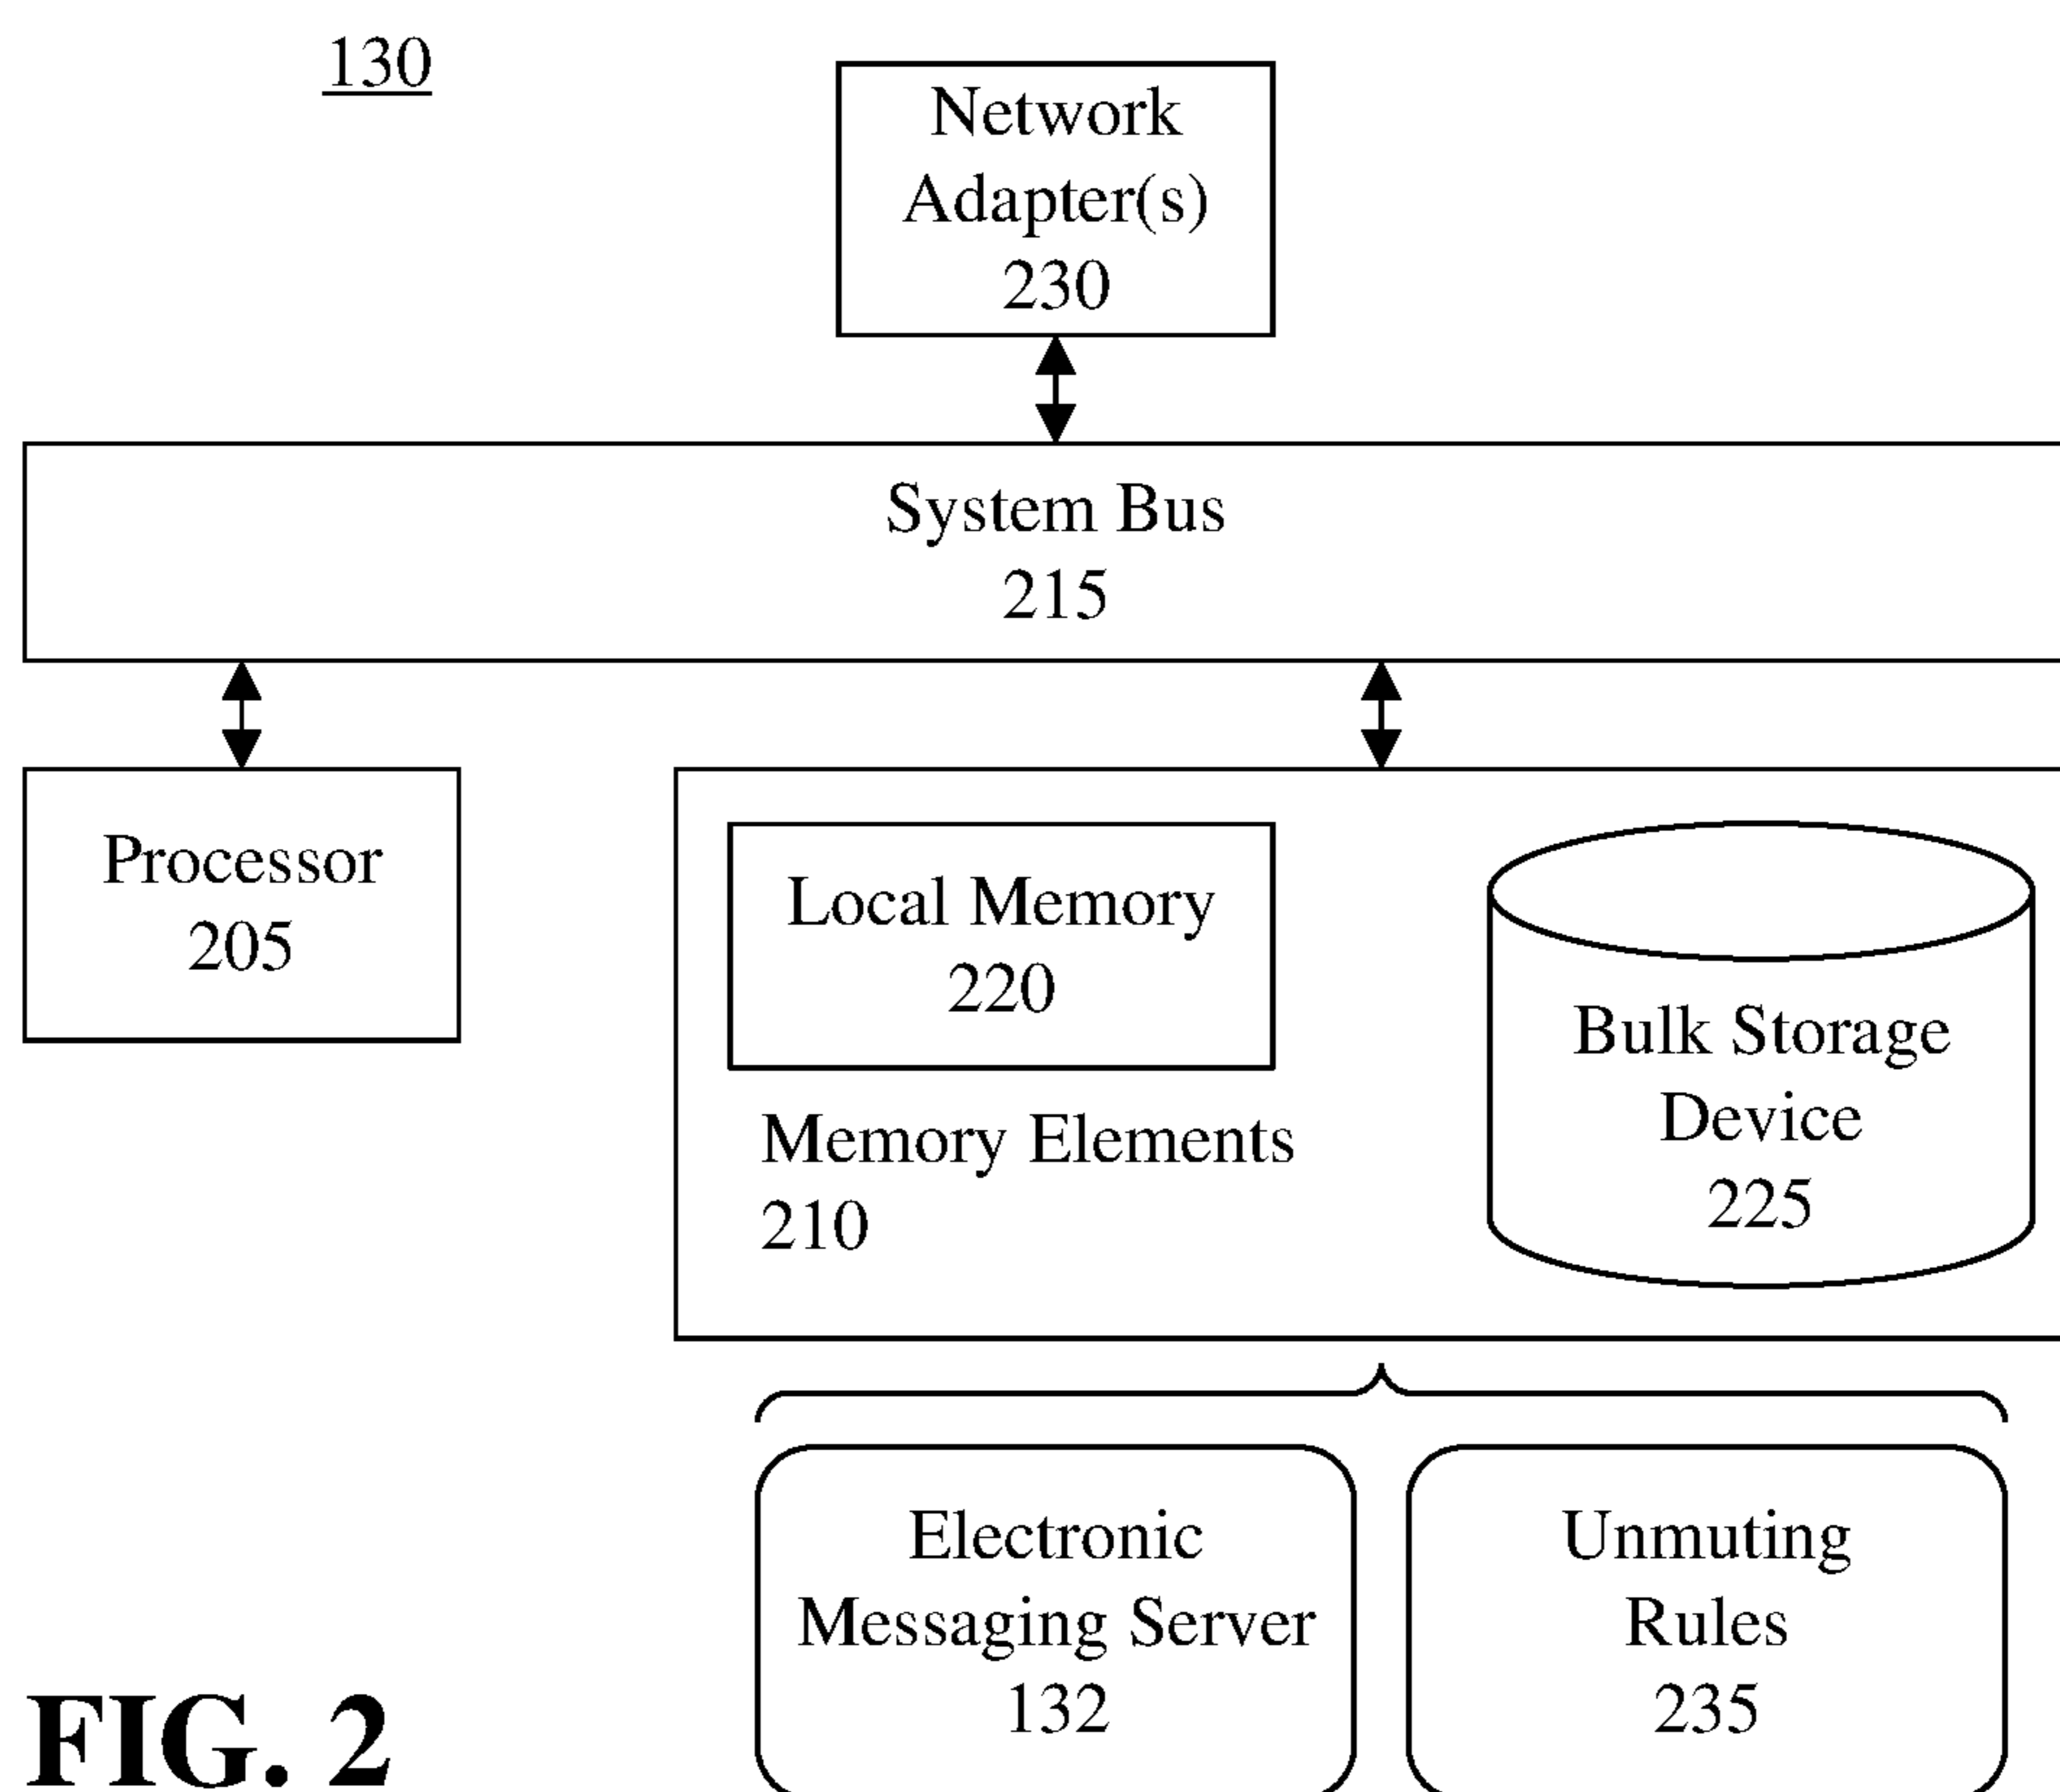 130
Network
Adapter(s)
230
System Bus
215
Processor
205
Local Memory
220
Memory Elements
210
Bulk Storage
Device
225
Electronic
Messaging Server
132
Unmuting
Rules
235
FIG. 2